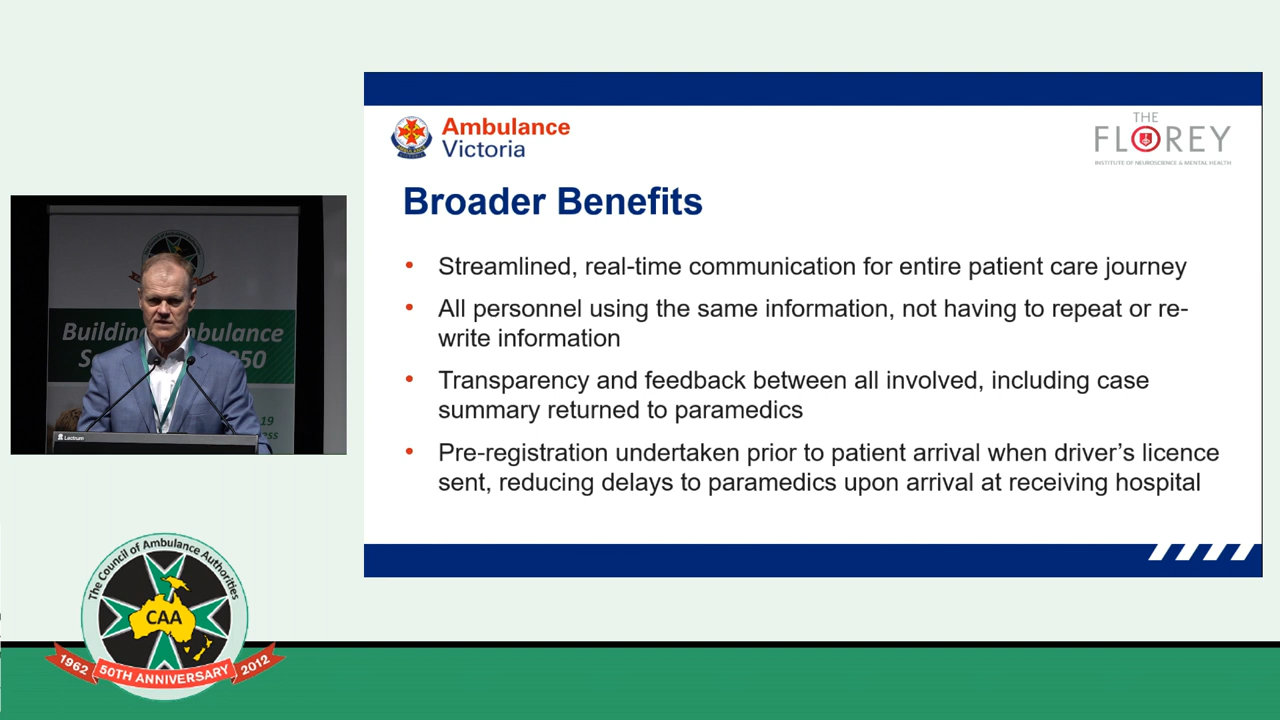 Ambulance
Victoria
THE
FLOREY
INSTITUTE OF NEUROSCIENCE & MENTAL HEALTH
Broader Benefits
• Streamlined, real-time communication for entire patient care journey
• All personnel using the same information, not having to repeat or re-
write information
• Transparency and feedback between all involved, including case
summary returned to paramedics
• Pre-registration undertaken prior to patient arrival when driver's licence
sent, reducing delays to paramedics upon arrival at receiving hospital
Building
50
19
Lectrum
The Council of Ambulance Authorities
CAA
1962 50TH ANNIVERSARY 2012